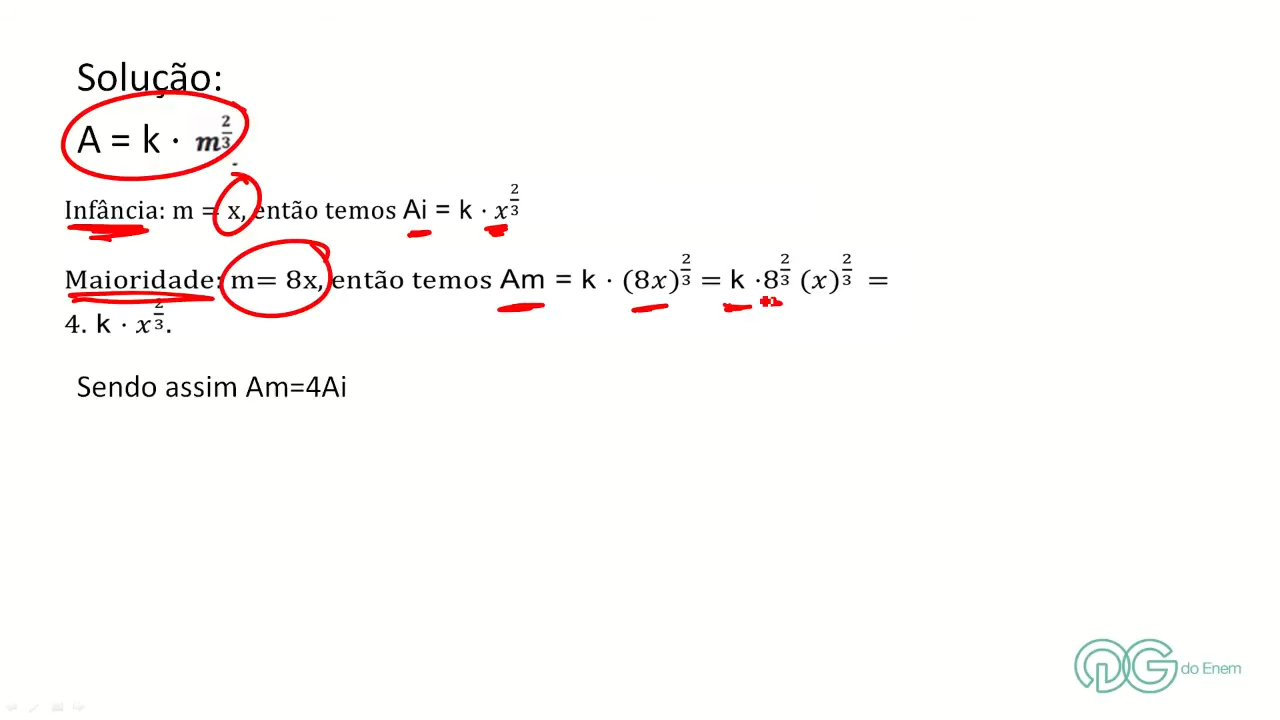 Solução:
A = k · m^(2/3)
Infância: m = x, então temos Ai = k · x^(2/3)
Maioridade: m= 8x, então temos Am = k · (8x)^(2/3) = k ·8^(2/3) (x)^(2/3) =
4. k · x^(2/3).
Sendo assim Am=4Ai
QG do Enem